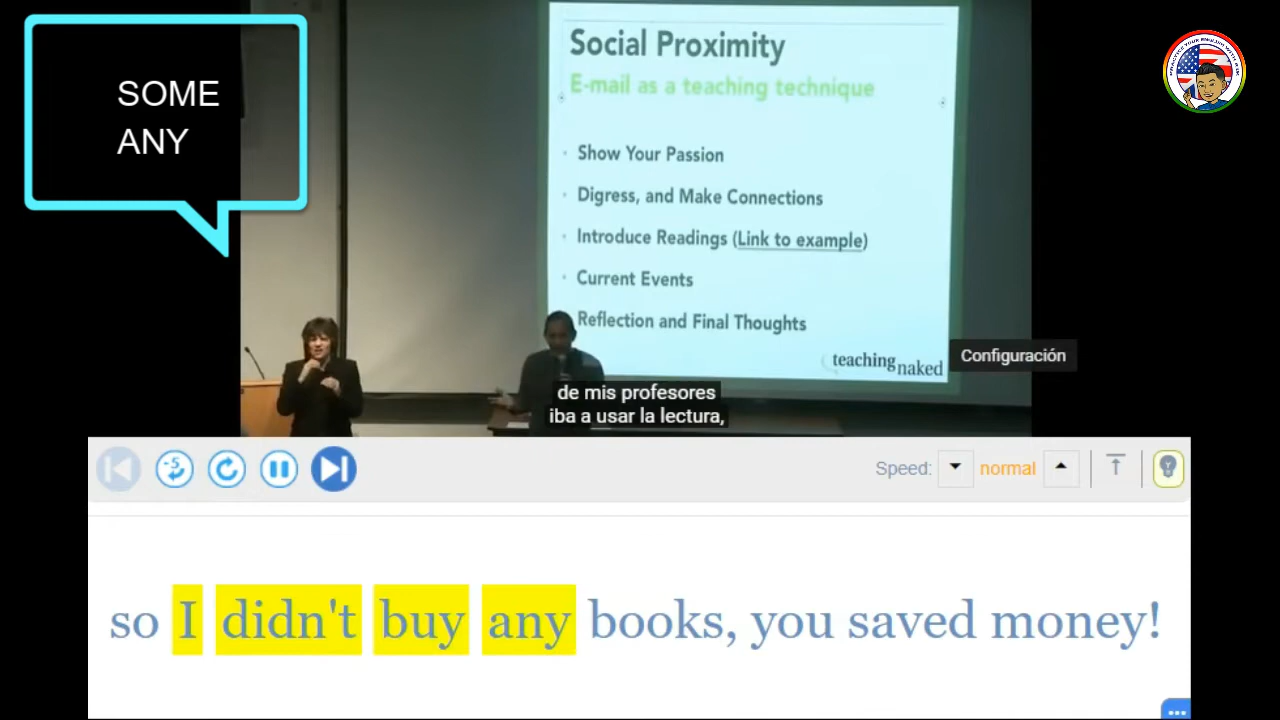 SOME
ANY
Social Proximity
E-mail as a teaching technique
Show Your Passion
Digress, and Make Connections
Introduce Readings (Link to example)
Current Events
Reflection and Final Thoughts
teaching naked
Configuración
de mis profesores
iba a usar la lectura,
-5
Speed: normal
so I didn't buy any books, you saved money!